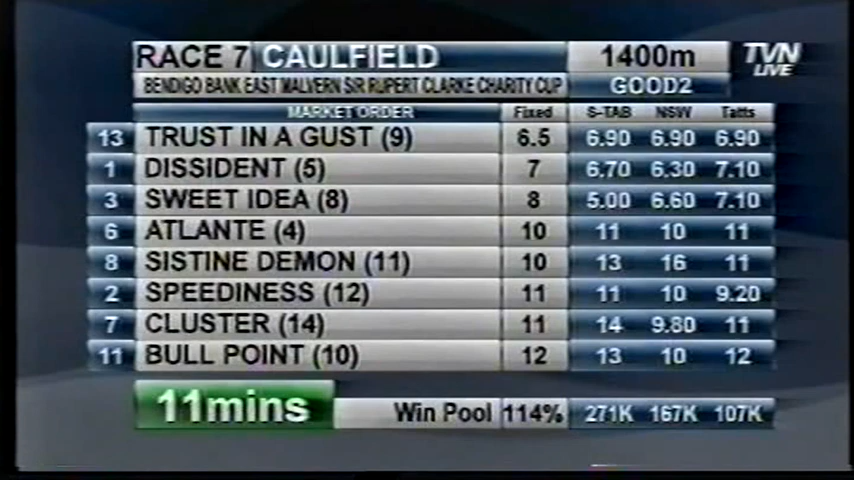 RACE 7 CAULFIELD 1400m TVN LIVE
BENDIGO BANK EAST MALVERN SIR RUPERT CLARKE CHARITY CUP GOOD2
MARKET ORDER Fixed S-TAB NSW Tatts
13 TRUST IN A GUST (9) 6.5 6.90 6.90 6.90
1 DISSIDENT (5) 7 6.70 6.30 7.10
3 SWEET IDEA (8) 8 5.00 6.60 7.10
6 ATLANTE (4) 10 11 10 11
8 SISTINE DEMON (11) 10 13 16 11
2 SPEEDINESS (12) 11 11 10 9.20
7 CLUSTER (14) 11 14 9.80 11
11 BULL POINT (10) 12 13 10 12
11mins Win Pool 114% 271K 167K 107K